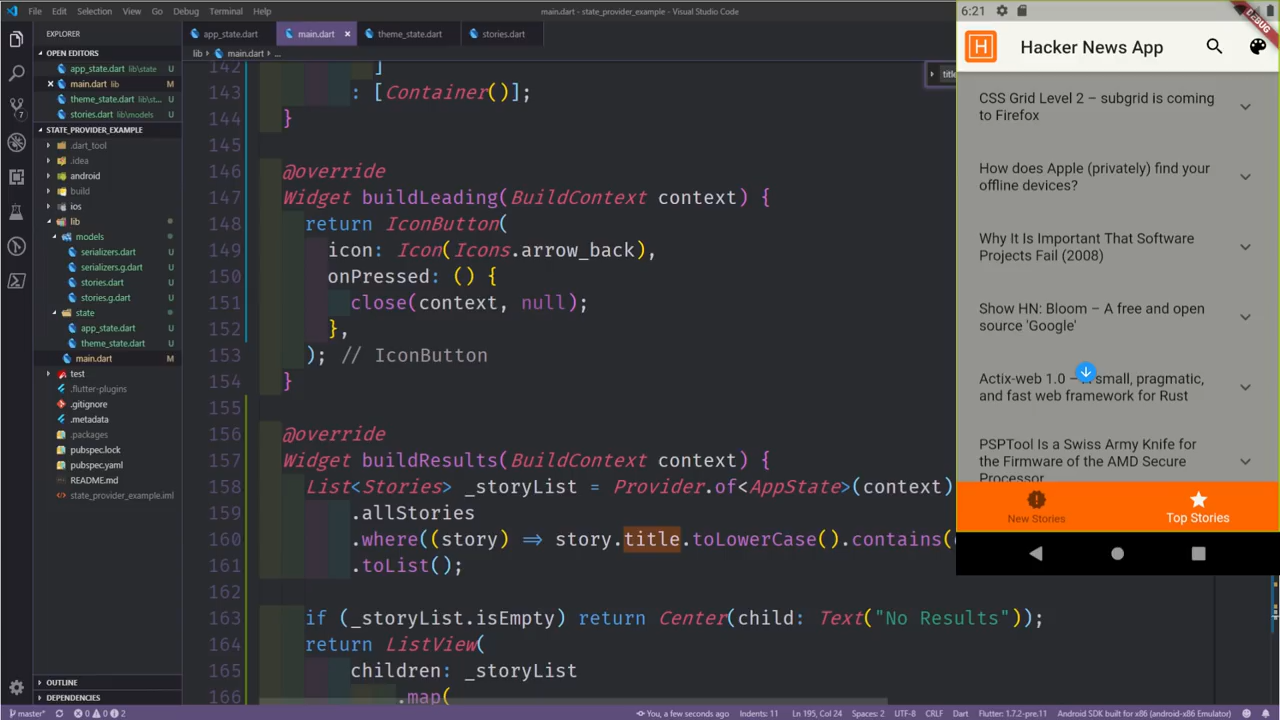 File Edit Selection View Go Debug Terminal Help
main.dart - state_provider_example - Visual Studio Code
EXPLORER
OPEN EDITORS
app_state.dart lib\state U
main.dart lib M
theme_state.dart lib\st... U
stories.dart lib\models U
STATE_PROVIDER_EXAMPLE
.dart_tool
.idea
android
build
ios
lib
models
serializers.dart U
serializers.g.dart U
stories.dart U
stories.g.dart U
state
app_state.dart U
theme_state.dart U
main.dart M
test
.flutter-plugins
.gitignore
.metadata
.packages
pubspec.lock
pubspec.yaml
README.md
state_provider_example.iml
OUTLINE
DEPENDENCIES
7
app_state.dart main.dart × theme_state.dart stories.dart
lib > main.dart > ...
142 ]
143 : [Container()];
144 }
145
146 @override
147 Widget buildLeading(BuildContext context) {
148 return IconButton(
149 icon: Icon(Icons.arrow_back),
150 onPressed: () {
151 close(context, null);
152 },
153 ); // IconButton
154 }
155
156 @override
157 Widget buildResults(BuildContext context) {
158 List<Stories> _storyList = Provider.of<AppState>(context)
159 .allStories
160 .where((story) => story.title.toLowerCase().contains(
161 .toList();
162
163 if (_storyList.isEmpty) return Center(child: Text("No Results"));
164 return ListView(
165 children: _storyList
166 .map(
6:21
DEBUG
H Hacker News App
CSS Grid Level 2 – subgrid is coming
to Firefox
How does Apple (privately) find your
offline devices?
Why It Is Important That Software
Projects Fail (2008)
Show HN: Bloom – A free and open
source 'Google'
Actix-web 1.0 – A small, pragmatic,
and fast web framework for Rust
PSPTool Is a Swiss Army Knife for
the Firmware of the AMD Secure
Processor
New Stories Top Stories
master* 0 0 2 You, a few seconds ago Indents: 11 Ln 195, Col 24 Spaces: 2 UTF-8 CRLF Dart Flutter: 1.7.2-pre.11 Android SDK built for x86 (android-x86 Emulator)